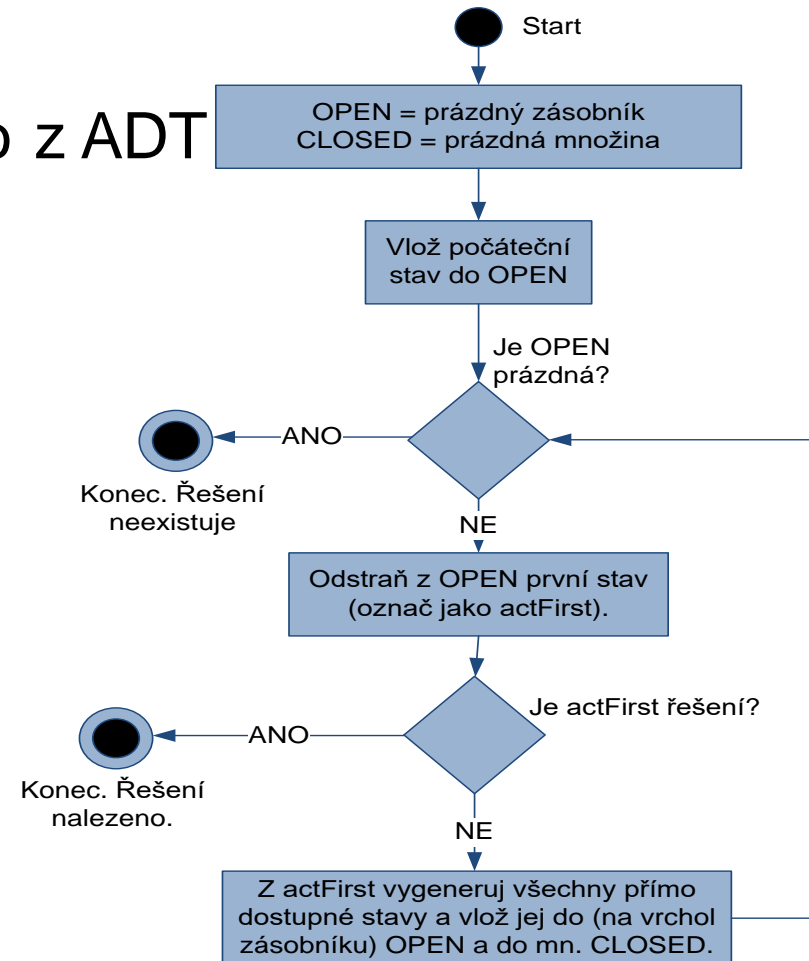 Start
o z ADT
OPEN = prázdný zásobník
CLOSED = prázdná množina
Vlož počáteční
stav do OPEN
Je OPEN
prázdná?
ANO
Konec. Řešení
neexistuje
NE
Odstraň z OPEN první stav
(označ jako actFirst).
Je actFirst řešení?
ANO
Konec. Řešení
nalezeno.
NE
Z actFirst vygeneruj všechny přímo
dostupné stavy a vlož jej do (na vrchol
zásobníku) OPEN a do mn. CLOSED.